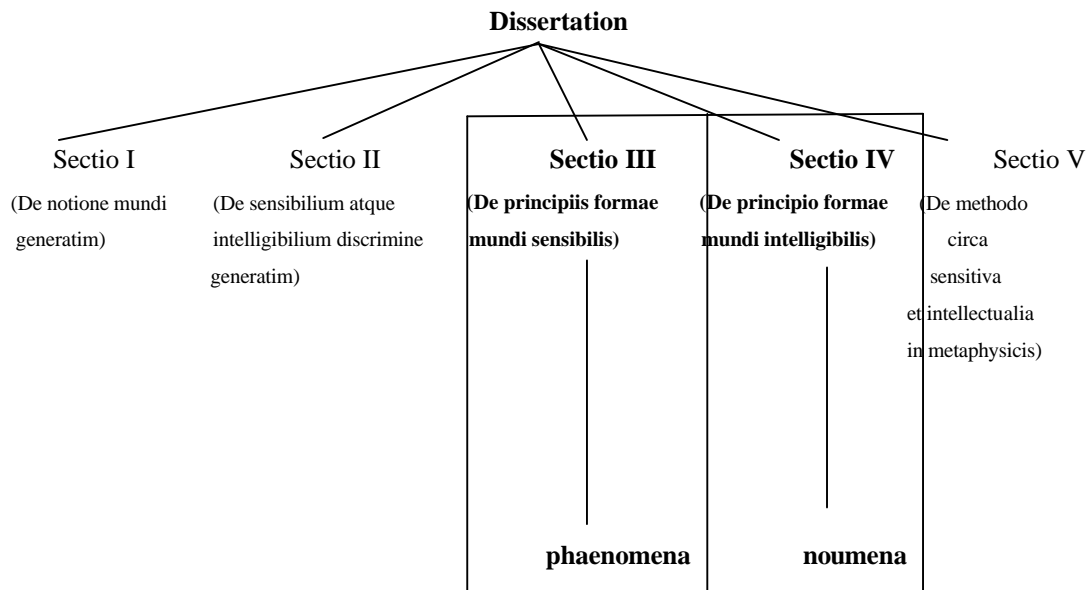 Dissertation
Sectio I
(De notione mundi
generatim)
Sectio II
(De sensibilium atque
intelligibilium discrimine
generatim)
Sectio III
(De principiis formae
mundi sensibilis)
Sectio IV
(De principio formae
mundi intelligibilis)
Sectio V
(De methodo
circa
sensitiva
et intellectualia
in metaphysicis)
phaenomena
noumena